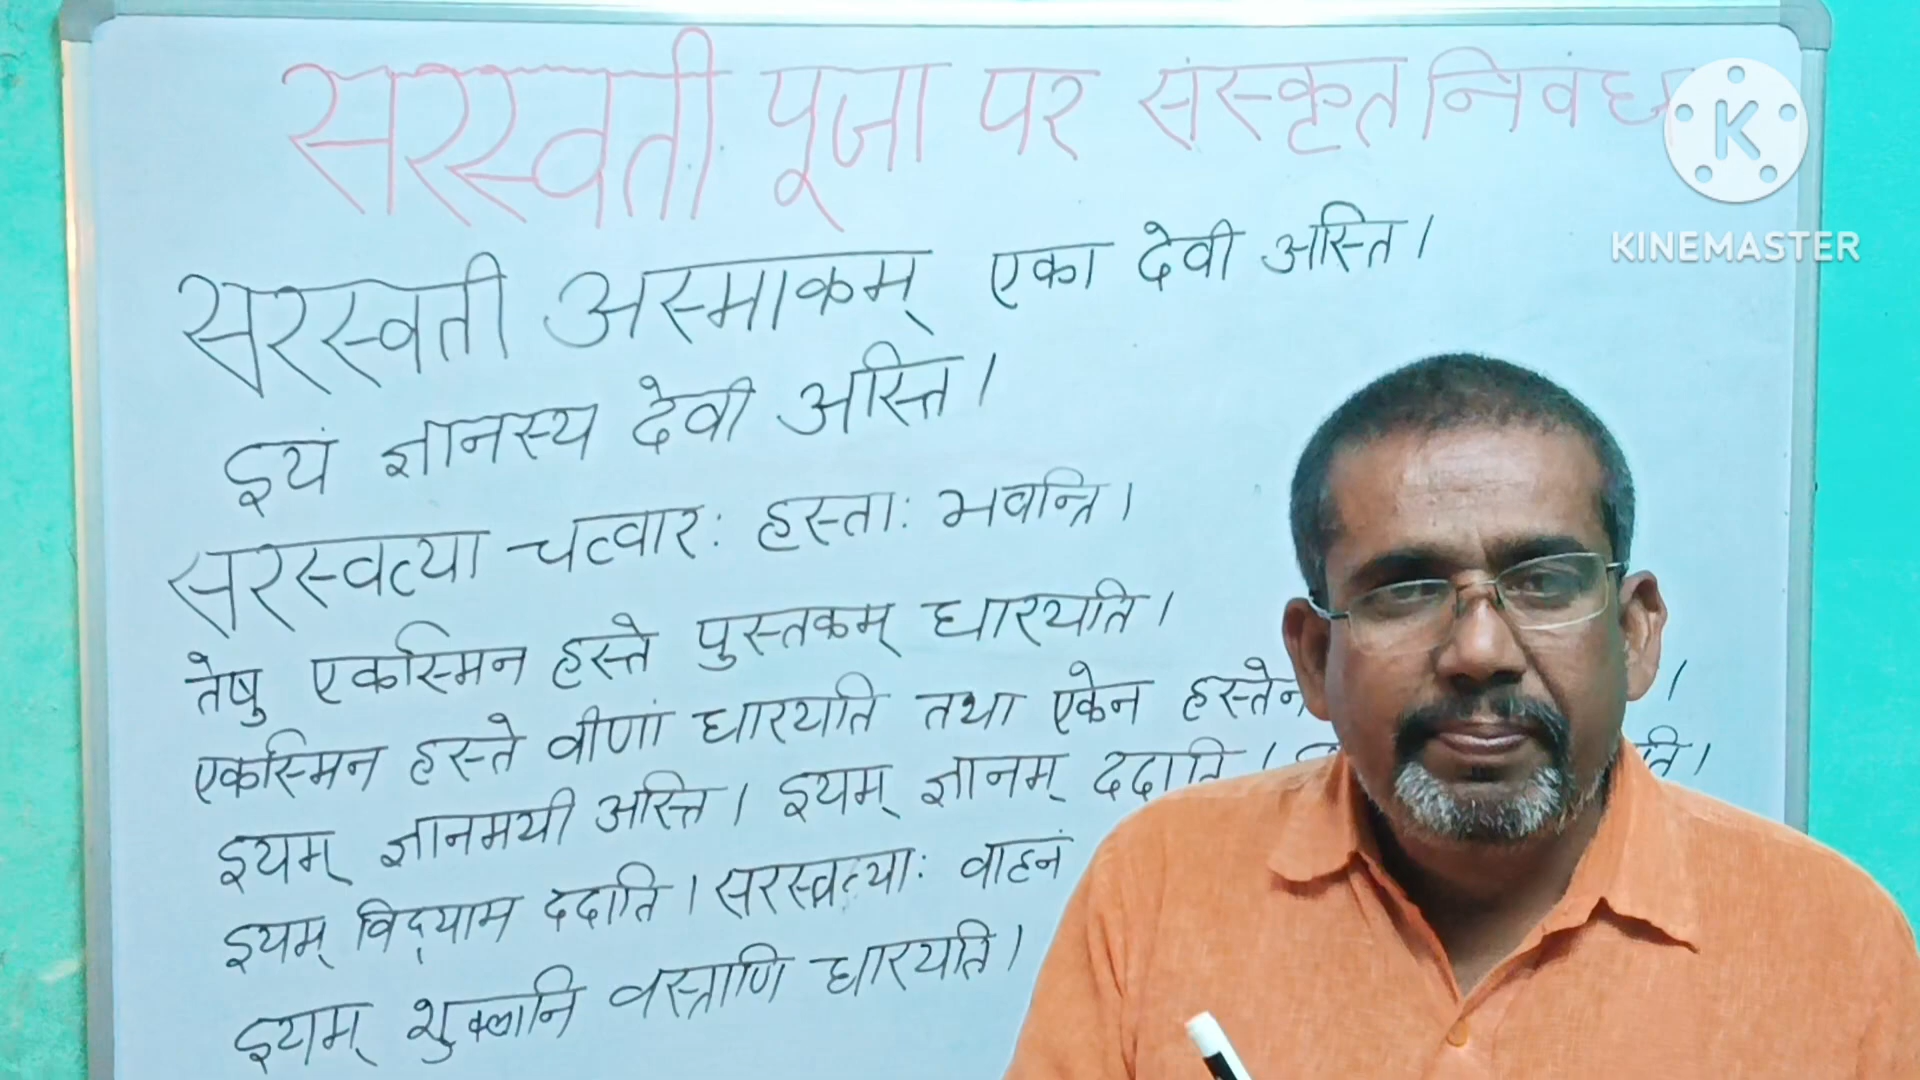 सरस्वती पूजा पर संस्कृत निवंध
K
KINEMASTER
सरस्वती अस्माकम् एका देवी अस्ति।
इयं ज्ञानस्य देवी अस्ति।
सरस्वत्या चत्वार: हस्ता: भवन्ति।
तेषु एकस्मिन हस्ते पुस्तकम् धारयति।
एकस्मिन हस्ते वीणां धारयति तथा एकेन हस्तेन ।
इयम् ज्ञानमयी अस्ति। इयम् ज्ञानम् ददाति।
इयम् विद्याम ददाति। सरस्वत्या: वाहनं
इयम् शुक्लानि वस्त्राणि धारयति।